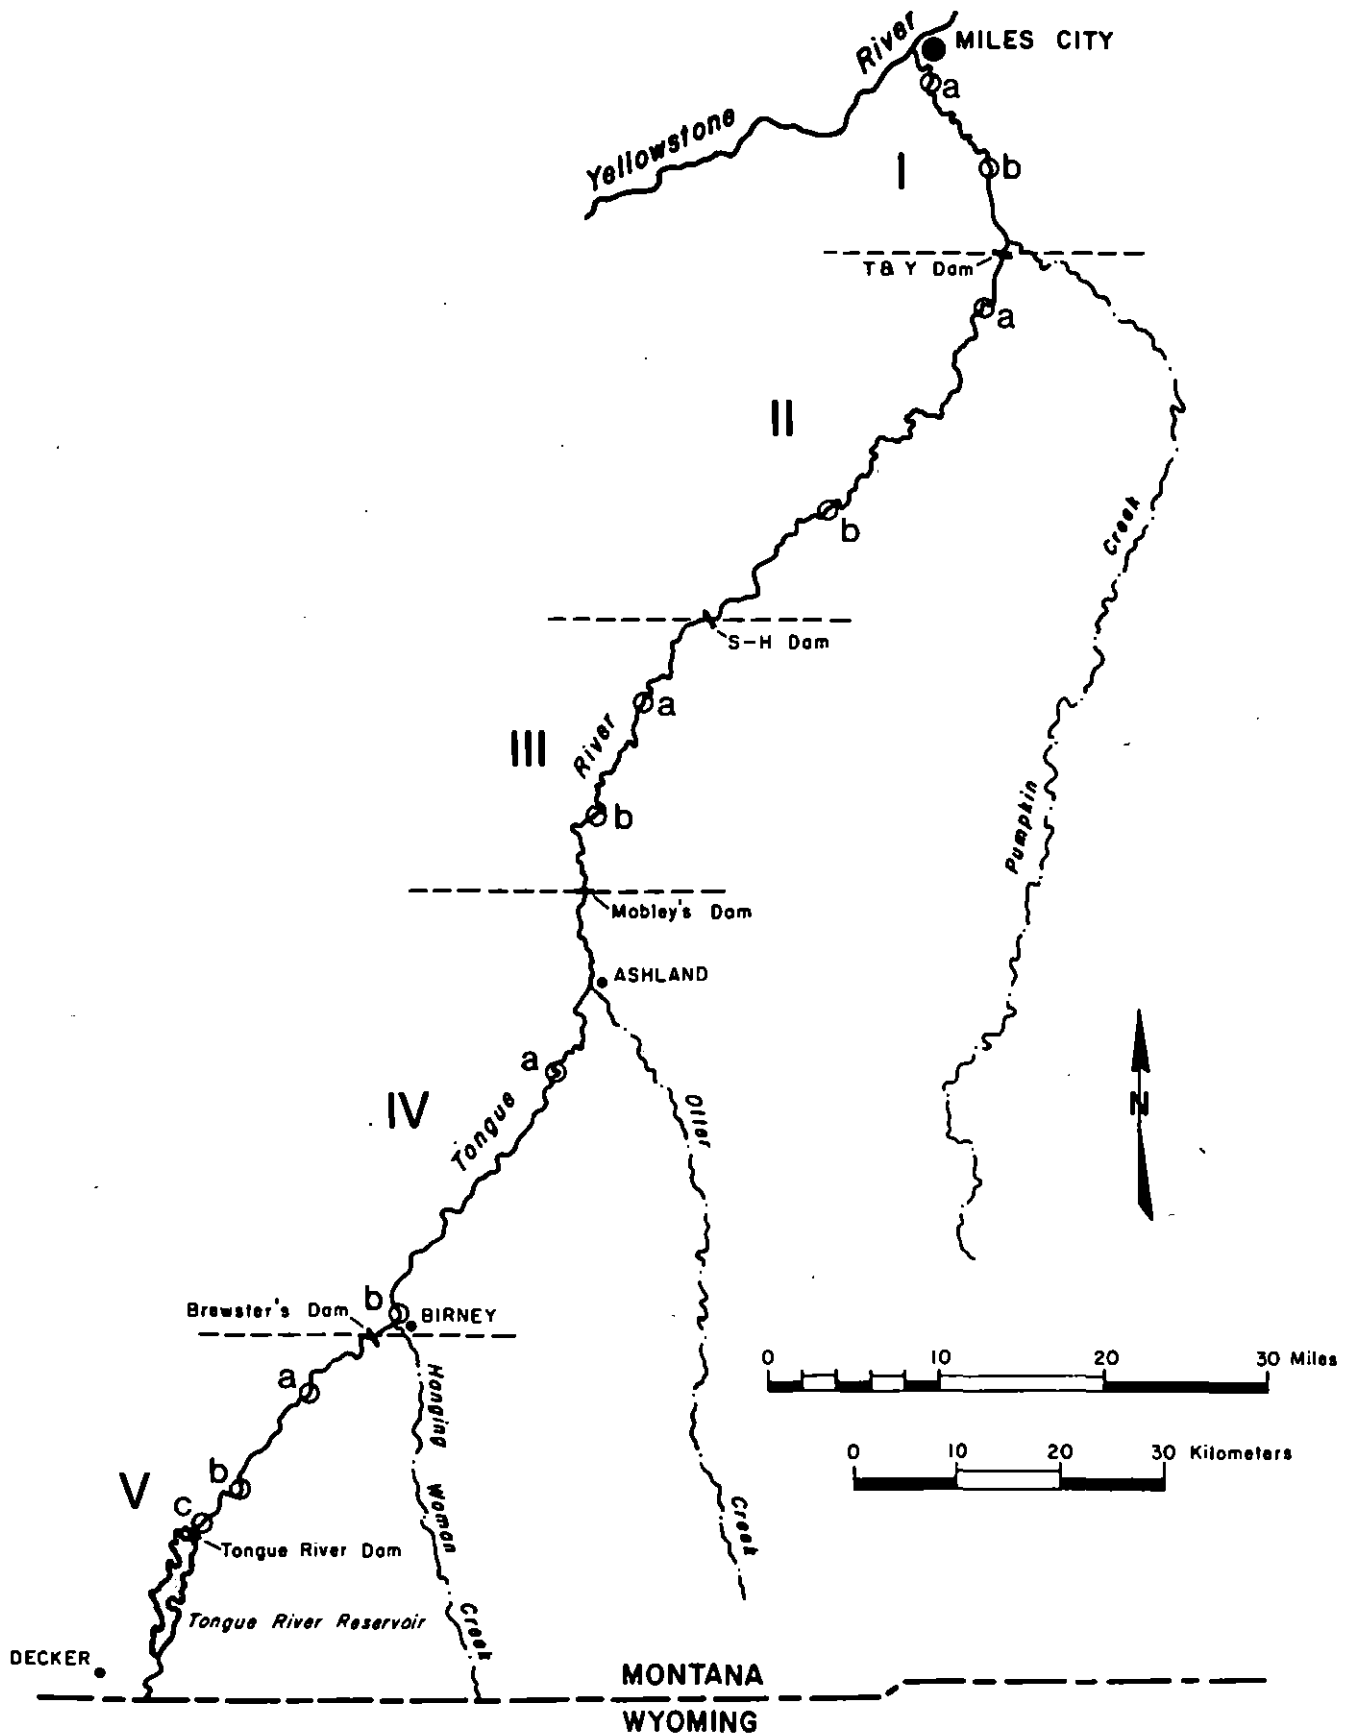 MILES CITY
Yellowstone River
a
I
b
T & Y Dam
a
II
b
Pumpkin Creek
S-H Dam
a
III
River
b
Mobley's Dam
ASHLAND
a
IV
Tongue
Otter Creek
N
b
Brewster's Dam
BIRNEY
a
Hanging Woman Creek
0 10 20 30 Miles
0 10 20 30 Kilometers
b
V
c
Tongue River Dam
Tongue River Reservoir
DECKER
MONTANA
WYOMING